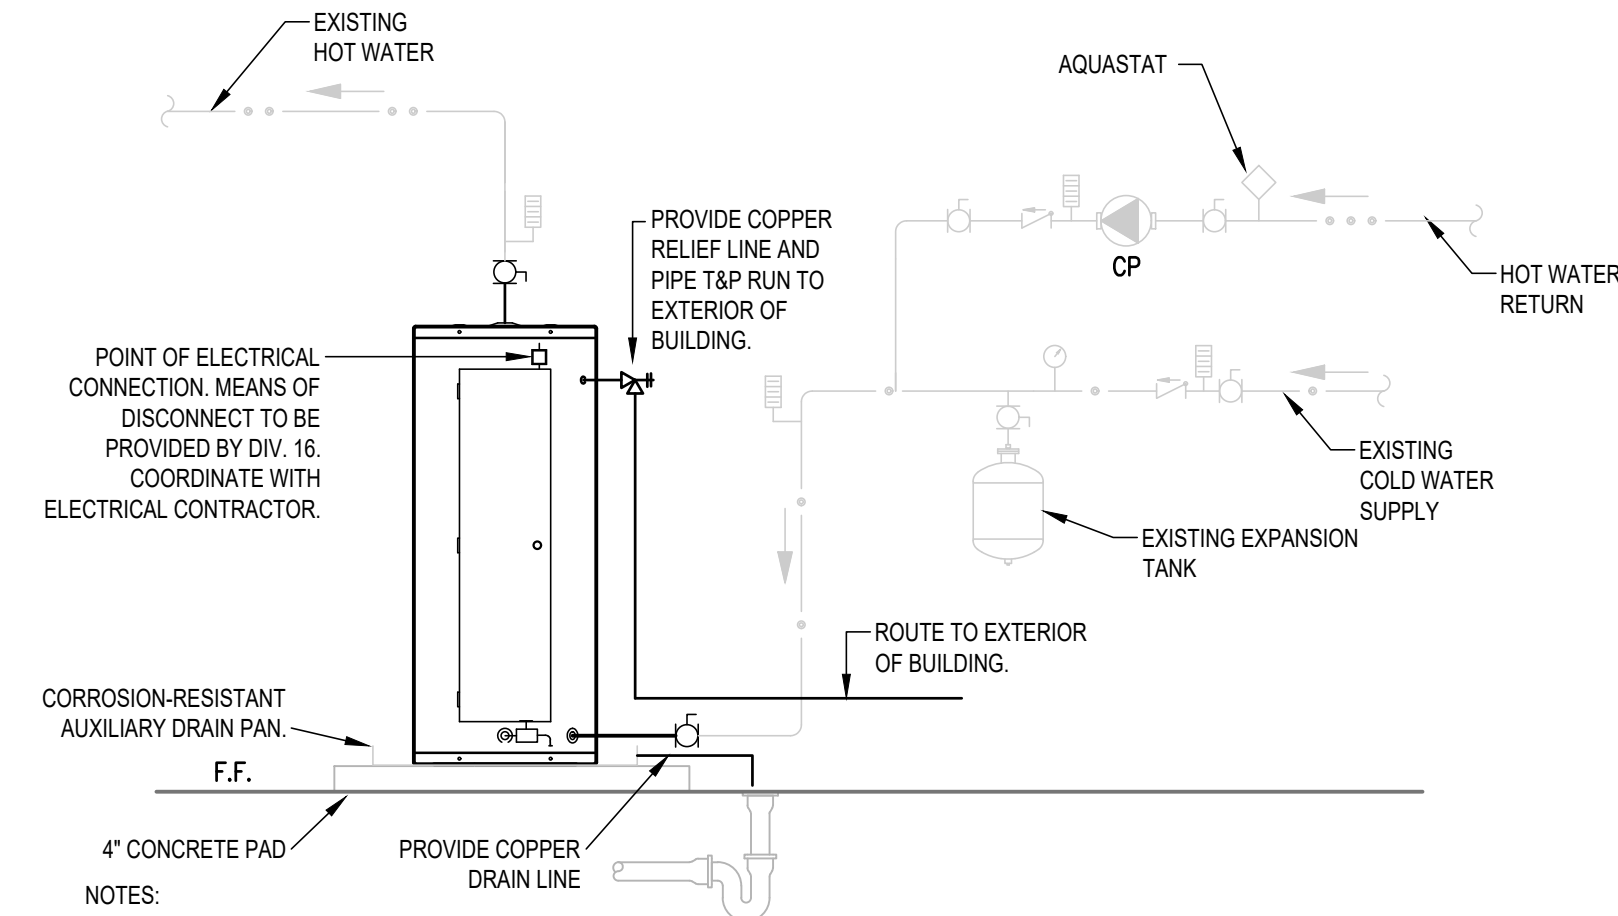 EXISTING
HOT WATER
AQUASTAT
PROVIDE COPPER
RELIEF LINE AND
PIPE T&P RUN TO
EXTERIOR OF
BUILDING.
CP
HOT WATER
RETURN
POINT OF ELECTRICAL
CONNECTION. MEANS OF
DISCONNECT TO BE
PROVIDED BY DIV. 16.
COORDINATE WITH
ELECTRICAL CONTRACTOR.
EXISTING
COLD WATER
SUPPLY
EXISTING EXPANSION
TANK
ROUTE TO EXTERIOR
OF BUILDING.
CORROSION-RESISTANT
AUXILIARY DRAIN PAN.
F.F.
4" CONCRETE PAD
PROVIDE COPPER
DRAIN LINE
NOTES: